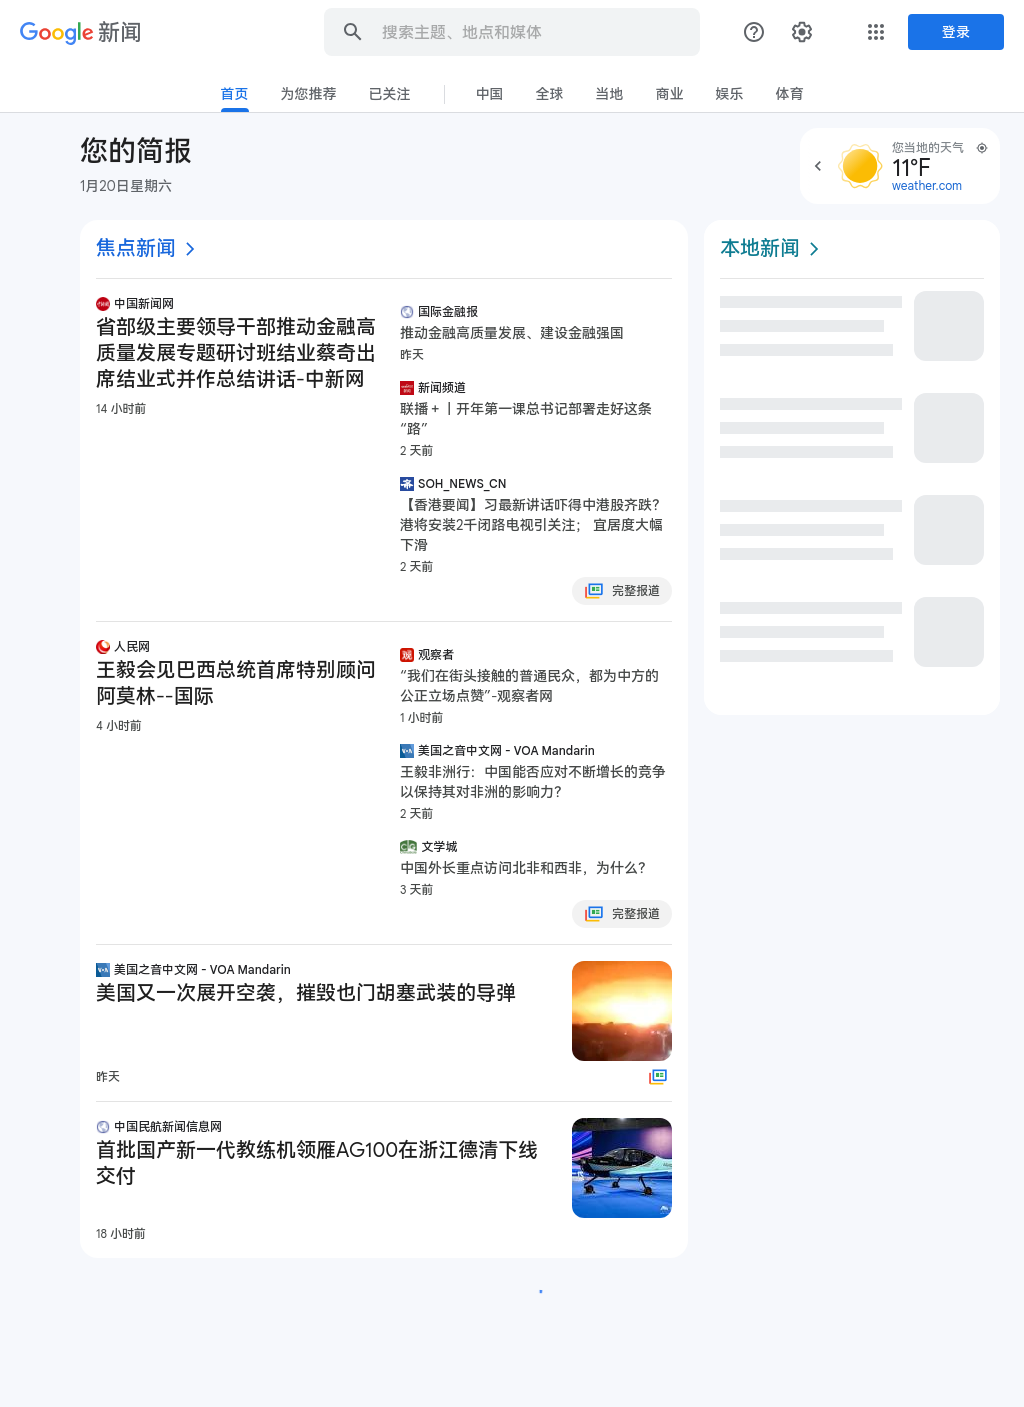 Google 新闻
搜索主题、地点和媒体
登录
首页 为您推荐 已关注 中国 全球 当地 商业 娱乐 体育
您的简报
1月20日星期六
您当地的天气
11°F
weather.com
焦点新闻
中国新闻网
省部级主要领导干部推动金融高
质量发展专题研讨班结业蔡奇出
席结业式并作总结讲话-中新网
14 小时前
国际金融报
推动金融高质量发展、建设金融强国
昨天
新闻频道
联播＋丨开年第一课总书记部署走好这条
“路”
2 天前
SOH_NEWS_CN
【香港要闻】习最新讲话吓得中港股齐跌？
港将安装2千闭路电视引关注； 宜居度大幅
下滑
2 天前
完整报道
人民网
王毅会见巴西总统首席特别顾问
阿莫林--国际
4 小时前
观察者
“我们在街头接触的普通民众，都为中方的
公正立场点赞”-观察者网
1 小时前
美国之音中文网 - VOA Mandarin
王毅非洲行：中国能否应对不断增长的竞争
以保持其对非洲的影响力？
2 天前
文学城
中国外长重点访问北非和西非，为什么？
3 天前
完整报道
美国之音中文网 - VOA Mandarin
美国又一次展开空袭，摧毁也门胡塞武装的导弹
昨天
中国民航新闻信息网
首批国产新一代教练机领雁AG100在浙江德清下线
交付
18 小时前
本地新闻